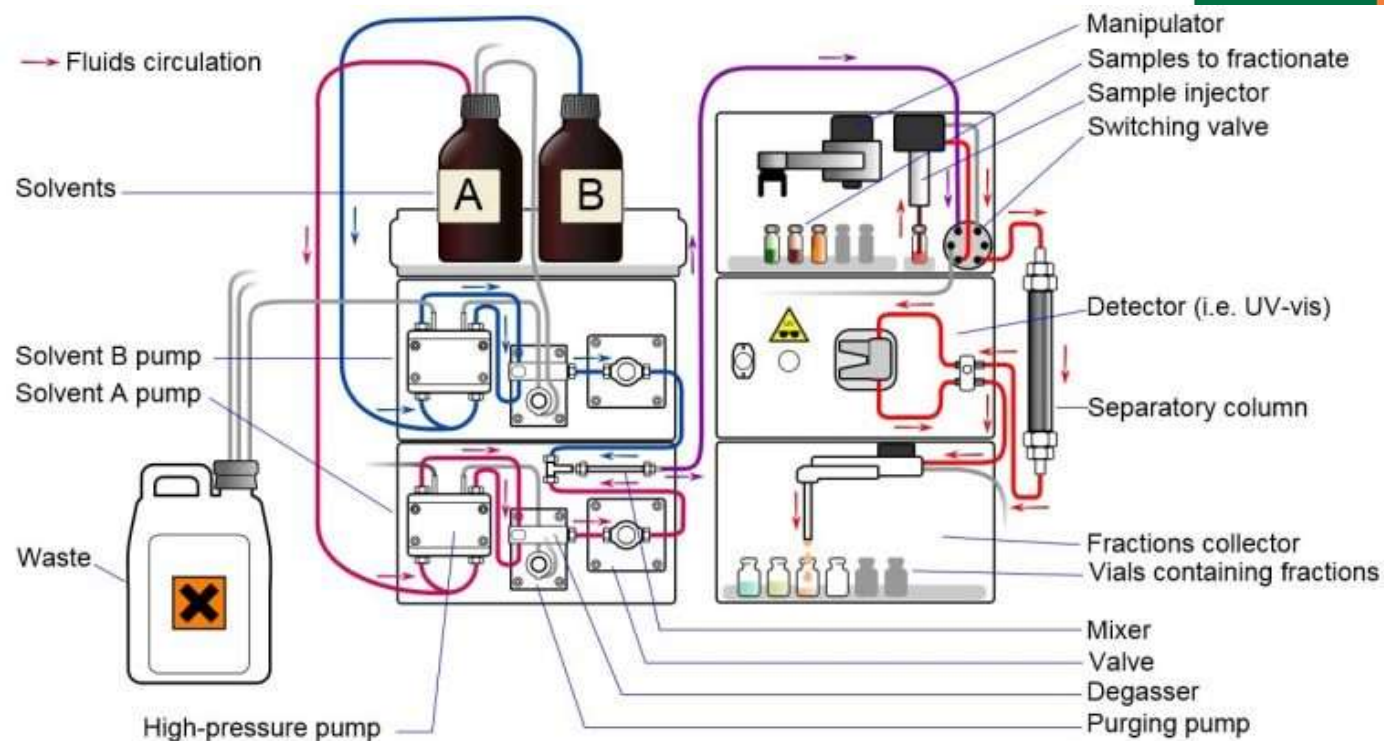 Fluids circulation
Solvents
A
B
Solvent B pump
Solvent A pump
Waste
High-pressure pump
Manipulator
Samples to fractionate
Sample injector
Switching valve
Detector (i.e. UV-vis)
Separatory column
Fractions collector
Vials containing fractions
Mixer
Valve
Degasser
Purging pump